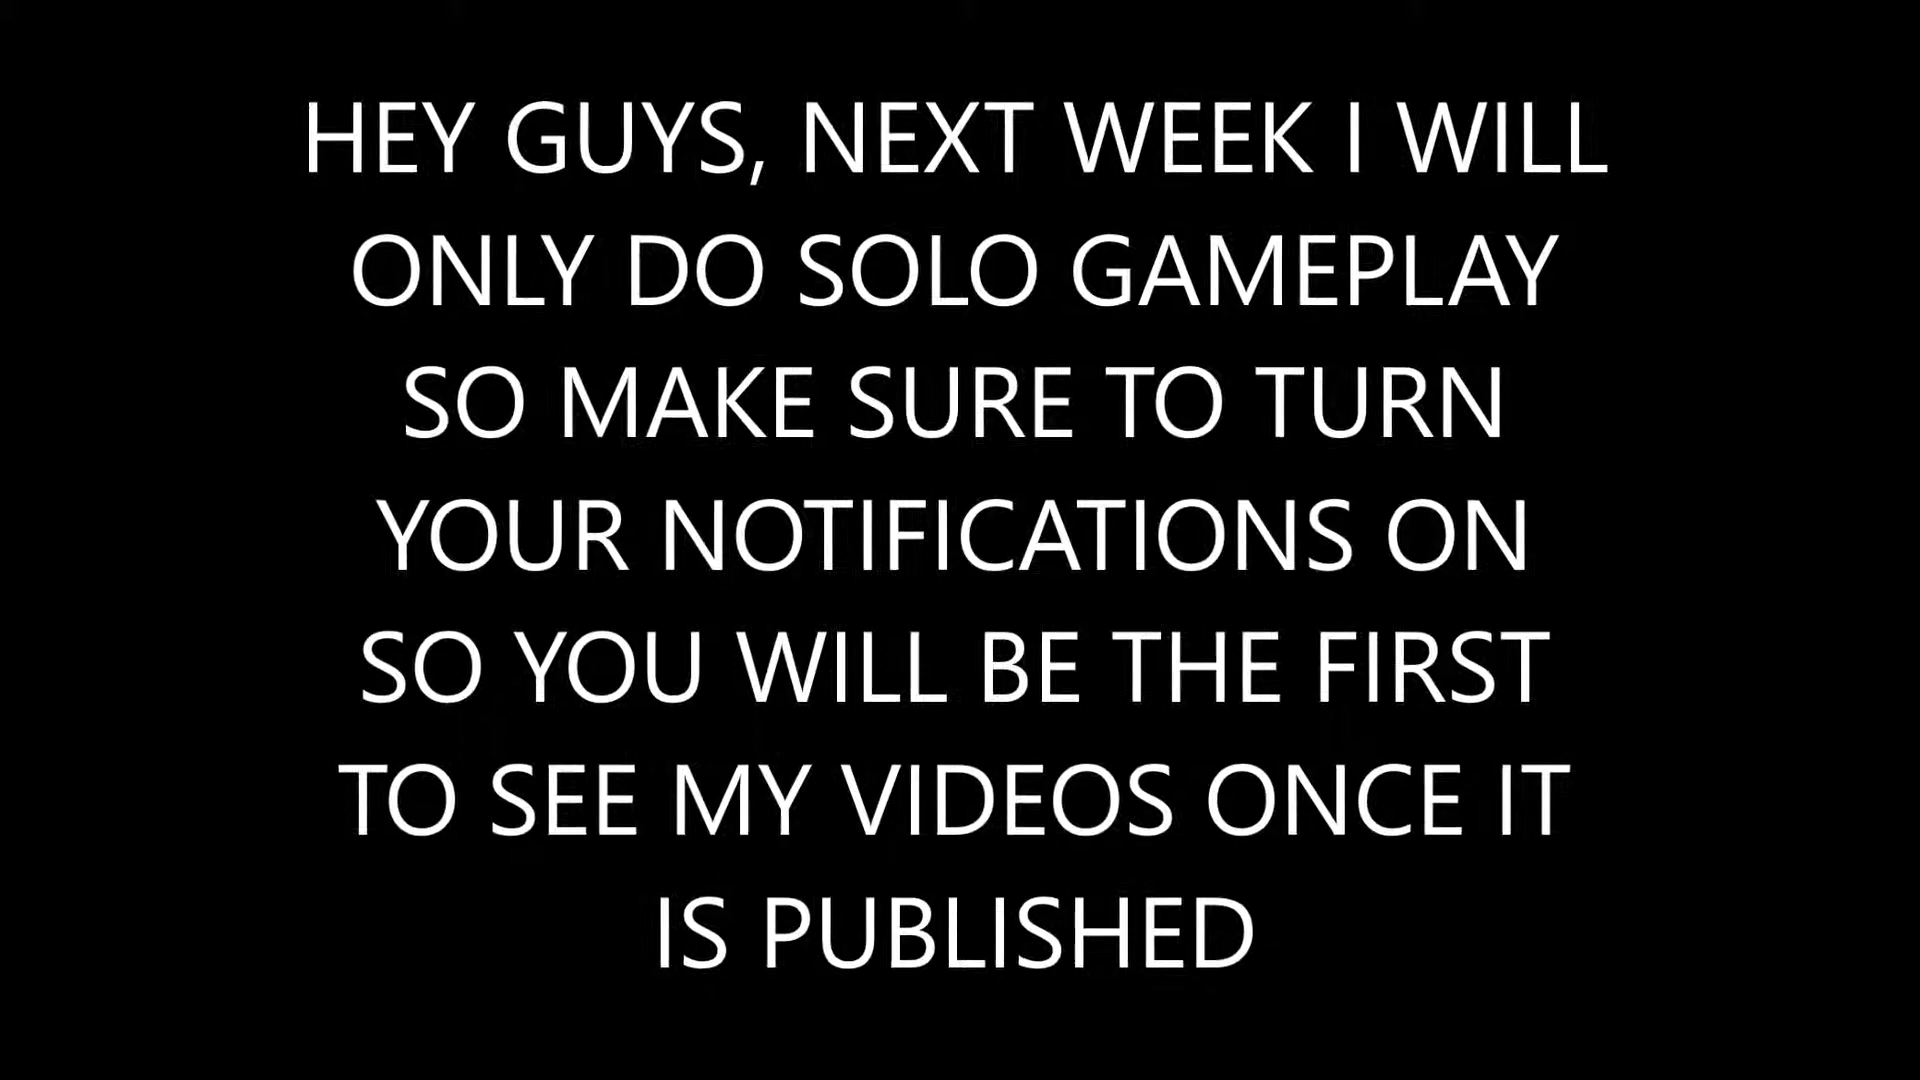 HEY GUYS, NEXT WEEK I WILL
ONLY DO SOLO GAMEPLAY
SO MAKE SURE TO TURN
YOUR NOTIFICATIONS ON
SO YOU WILL BE THE FIRST
TO SEE MY VIDEOS ONCE IT
IS PUBLISHED